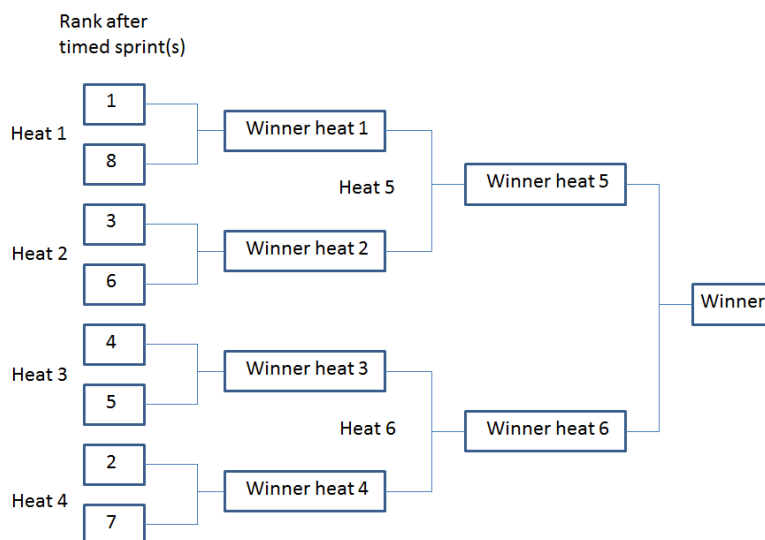 Rank after
timed sprint(s)
1
Heat 1
Winner heat 1
8
Heat 5
Winner heat 5
3
Heat 2
Winner heat 2
6
Winner
4
Heat 3
Winner heat 3
5
Heat 6
Winner heat 6
2
Heat 4
Winner heat 4
7